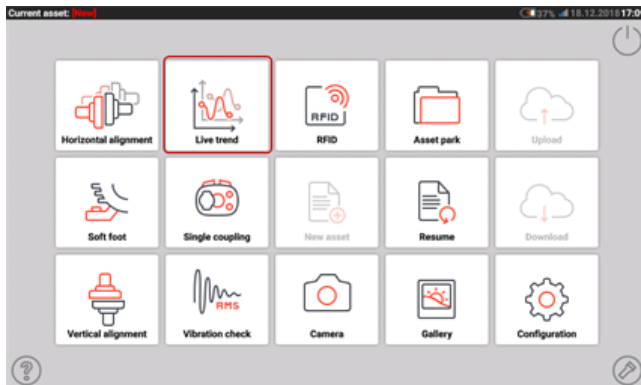 Current asset: [New]
37% 18.12.2018 17:09
Horizontal alignment
Live trend
RFID
RFID
Asset park
Upload
Soft foot
Single coupling
New asset
Resume
Download
Vertical alignment
RMS
Vibration check
Camera
Gallery
Configuration
?